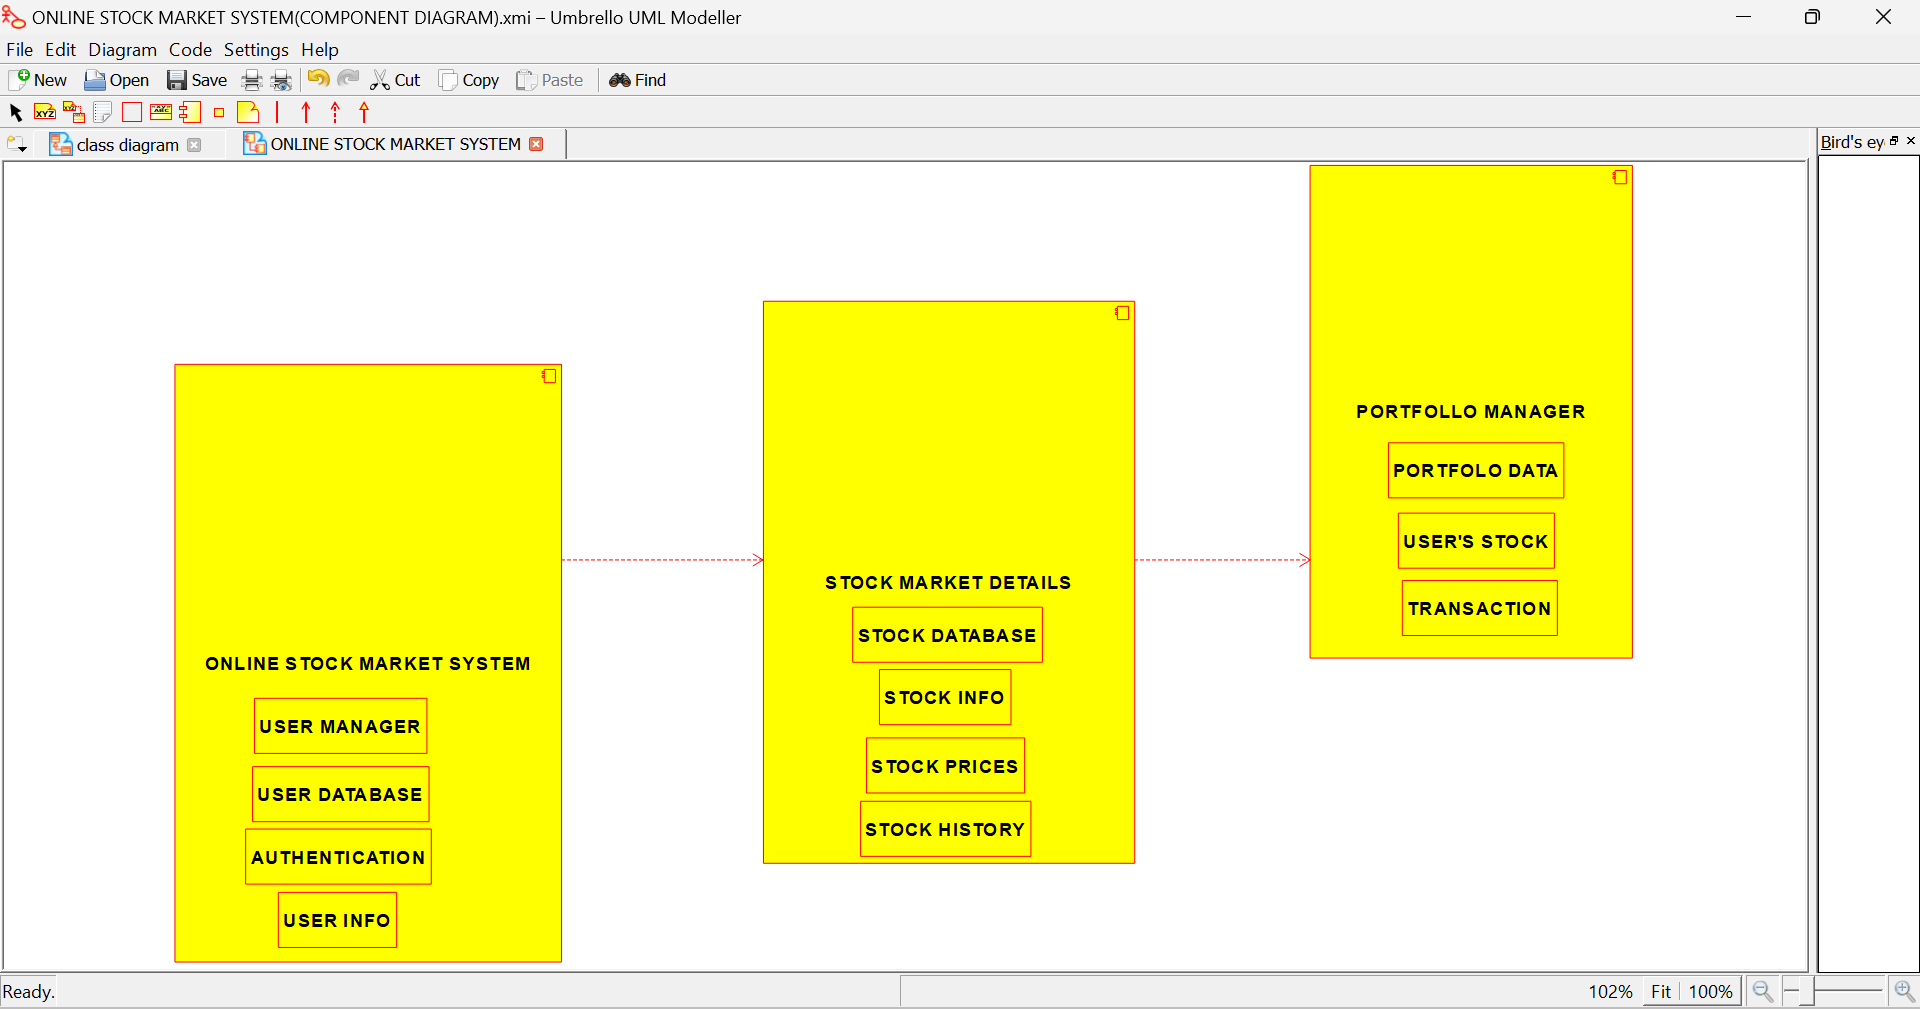 ONLINE STOCK MARKET SYSTEM(COMPONENT DIAGRAM).xmi – Umbrello UML Modeller
File Edit Diagram Code Settings Help
New Open Save Cut Copy Paste Find
class diagram ONLINE STOCK MARKET SYSTEM
Bird's ey
PORTFOLLO MANAGER
PORTFOLO DATA
USER'S STOCK
TRANSACTION
STOCK MARKET DETAILS
STOCK DATABASE
STOCK INFO
STOCK PRICES
STOCK HISTORY
ONLINE STOCK MARKET SYSTEM
USER MANAGER
USER DATABASE
AUTHENTICATION
USER INFO
Ready.
102% Fit 100%